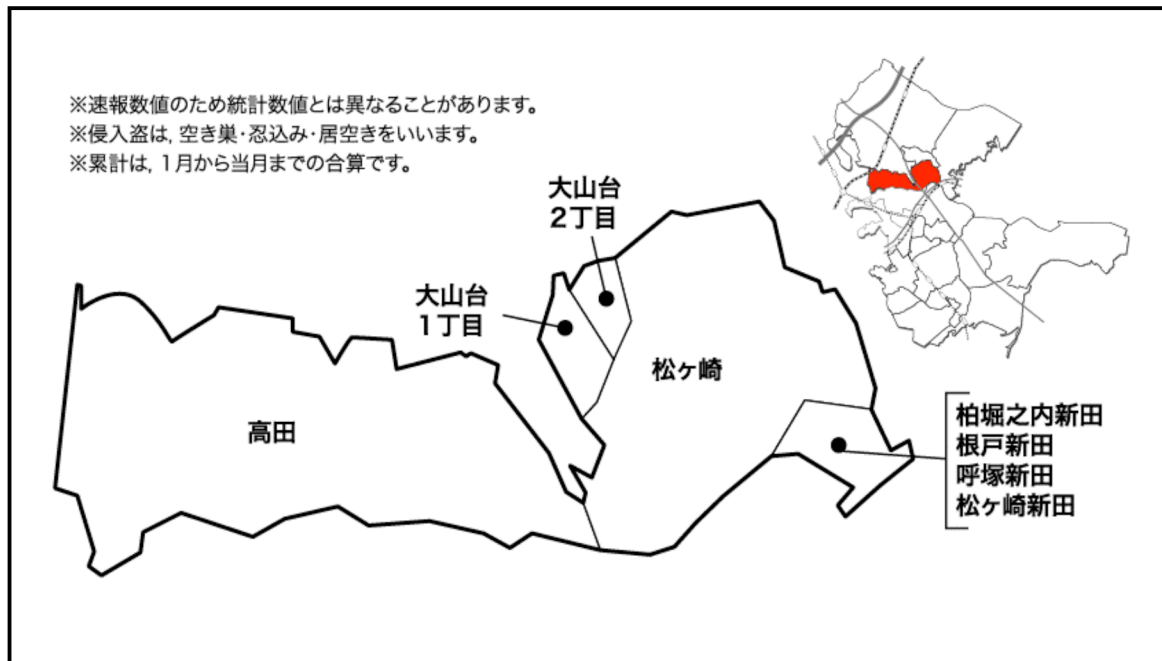 ※速報数値のため統計数値とは異なることがあります。
※侵入盗は，空き巣・忍込み・居空きをいいます。
※累計は，1月から当月までの合算です。
大山台
2丁目
大山台
1丁目
松ヶ崎
高田
柏堀之内新田
根戸新田
呼塚新田
松ヶ崎新田